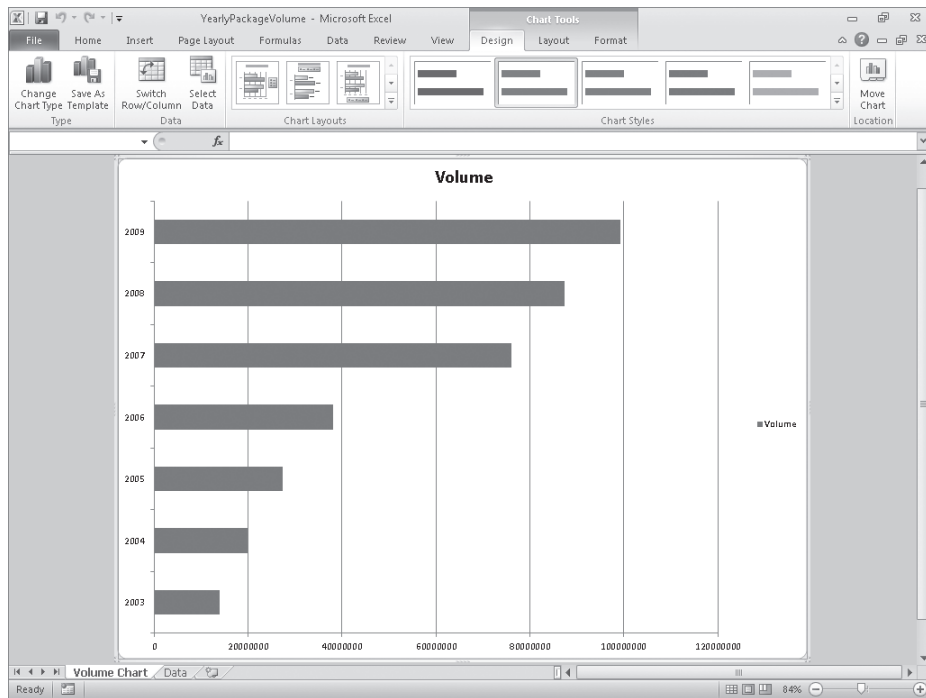 YearlyPackageVolume - Microsoft Excel
Chart Tools
File Home Insert Page Layout Formulas Data Review View Design Layout Format
Change Chart Type
Save As Template
Switch Row/Column
Select Data
Move Chart
Type Data Chart Layouts Chart Styles Location
fx
Volume
2009
2008
2007
2006
Volume
2005
2004
2003
0 20000000 40000000 60000000 80000000 100000000 120000000
Volume Chart Data
Ready 84%